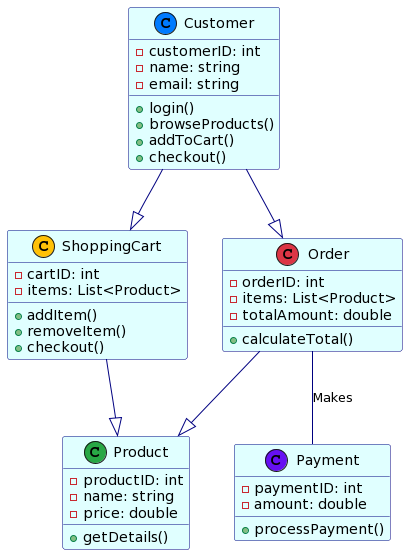 C Customer
customerID: int
name: string
email: string
login()
browseProducts()
addToCart()
checkout()
C ShoppingCart
cartID: int
items: List<Product>
addItem()
removeItem()
checkout()
C Order
orderID: int
items: List<Product>
totalAmount: double
calculateTotal()
Makes
C Product
productID: int
name: string
price: double
getDetails()
C Payment
paymentID: int
amount: double
processPayment()